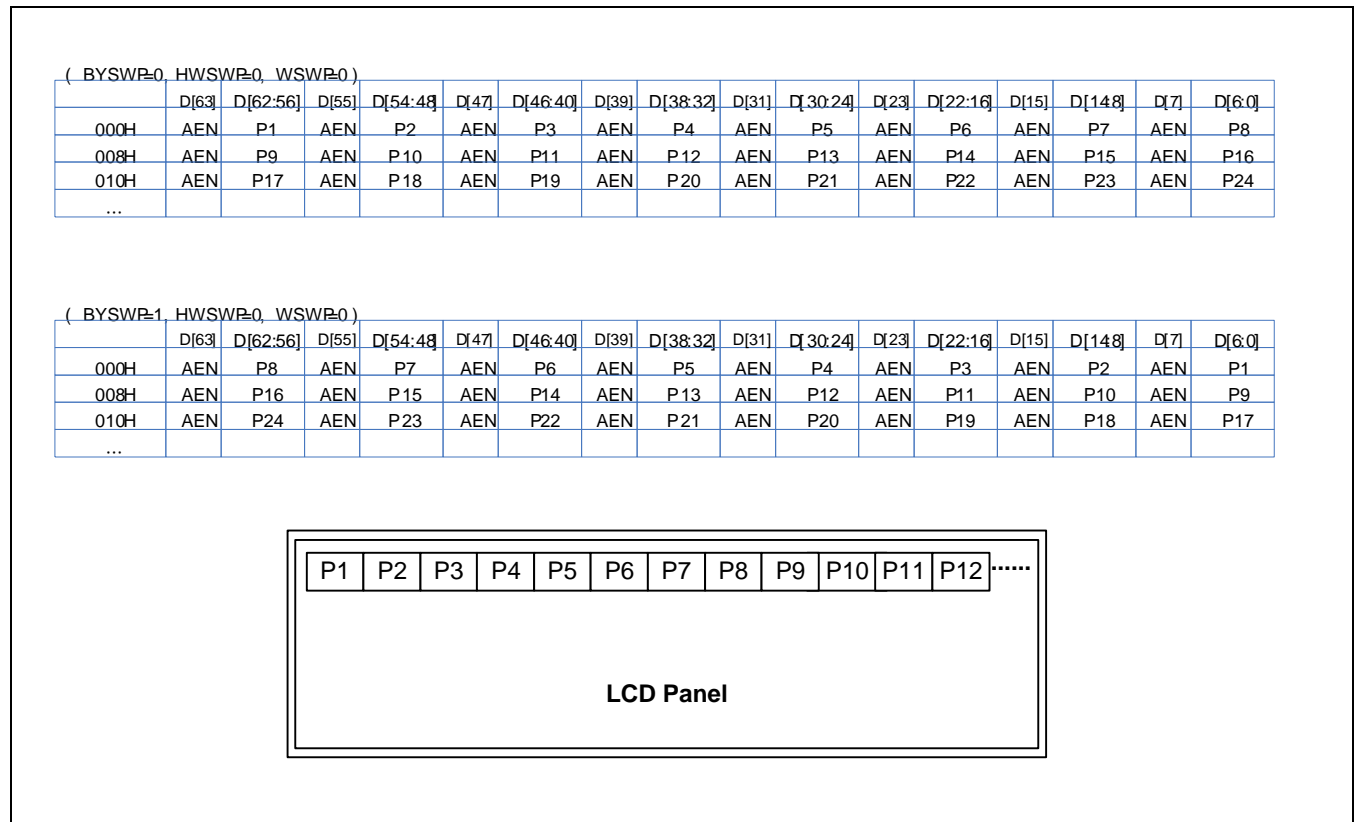 ( BYSWP=0, HWSWP=0, WSWP=0 )
D[63] D[62:56] D[55] D[54:48] D[47] D[46:40] D[39] D[38:32] D[31] D[30:24] D[23] D[22:16] D[15] D[14:8] D[7] D[6:0]
000H AEN P1 AEN P2 AEN P3 AEN P4 AEN P5 AEN P6 AEN P7 AEN P8
008H AEN P9 AEN P10 AEN P11 AEN P12 AEN P13 AEN P14 AEN P15 AEN P16
010H AEN P17 AEN P18 AEN P19 AEN P20 AEN P21 AEN P22 AEN P23 AEN P24
...
( BYSWP=1, HWSWP=0, WSWP=0 )
D[63] D[62:56] D[55] D[54:48] D[47] D[46:40] D[39] D[38:32] D[31] D[30:24] D[23] D[22:16] D[15] D[14:8] D[7] D[6:0]
000H AEN P8 AEN P7 AEN P6 AEN P5 AEN P4 AEN P3 AEN P2 AEN P1
008H AEN P16 AEN P15 AEN P14 AEN P13 AEN P12 AEN P11 AEN P10 AEN P9
010H AEN P24 AEN P23 AEN P22 AEN P21 AEN P20 AEN P19 AEN P18 AEN P17
...
P1 P2 P3 P4 P5 P6 P7 P8 P9 P10 P11 P12 ......
LCD Panel